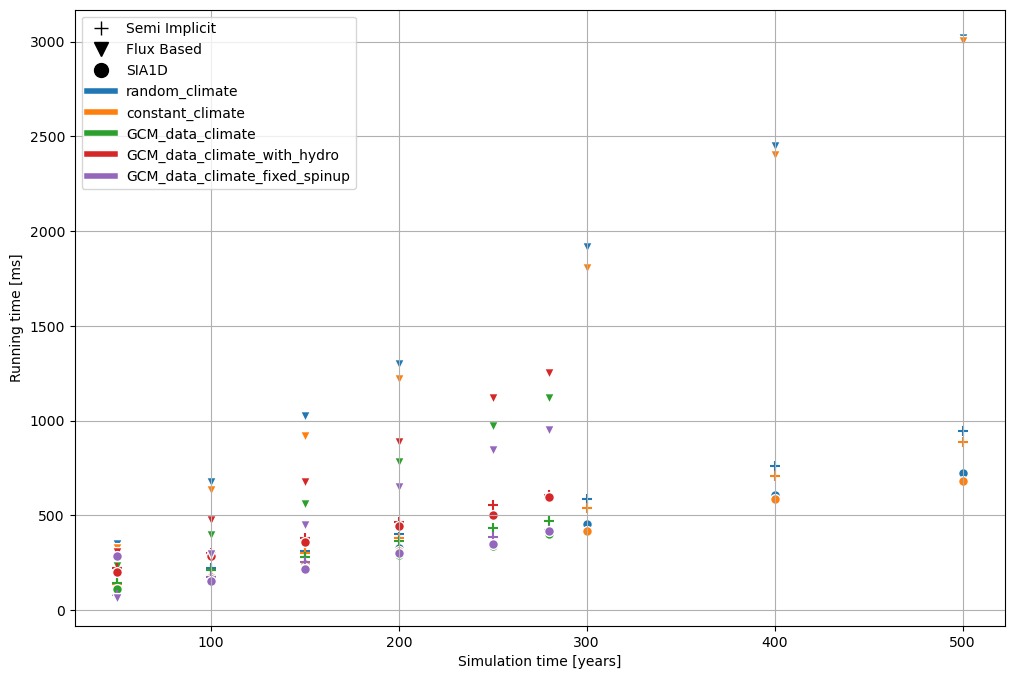 Semi Implicit
Flux Based
SIA1D
random_climate
constant_climate
GCM_data_climate
GCM_data_climate_with_hydro
GCM_data_climate_fixed_spinup
3000
2500
2000
1500
1000
500
0
Running time [ms]
100 200 300 400 500
Simulation time [years]